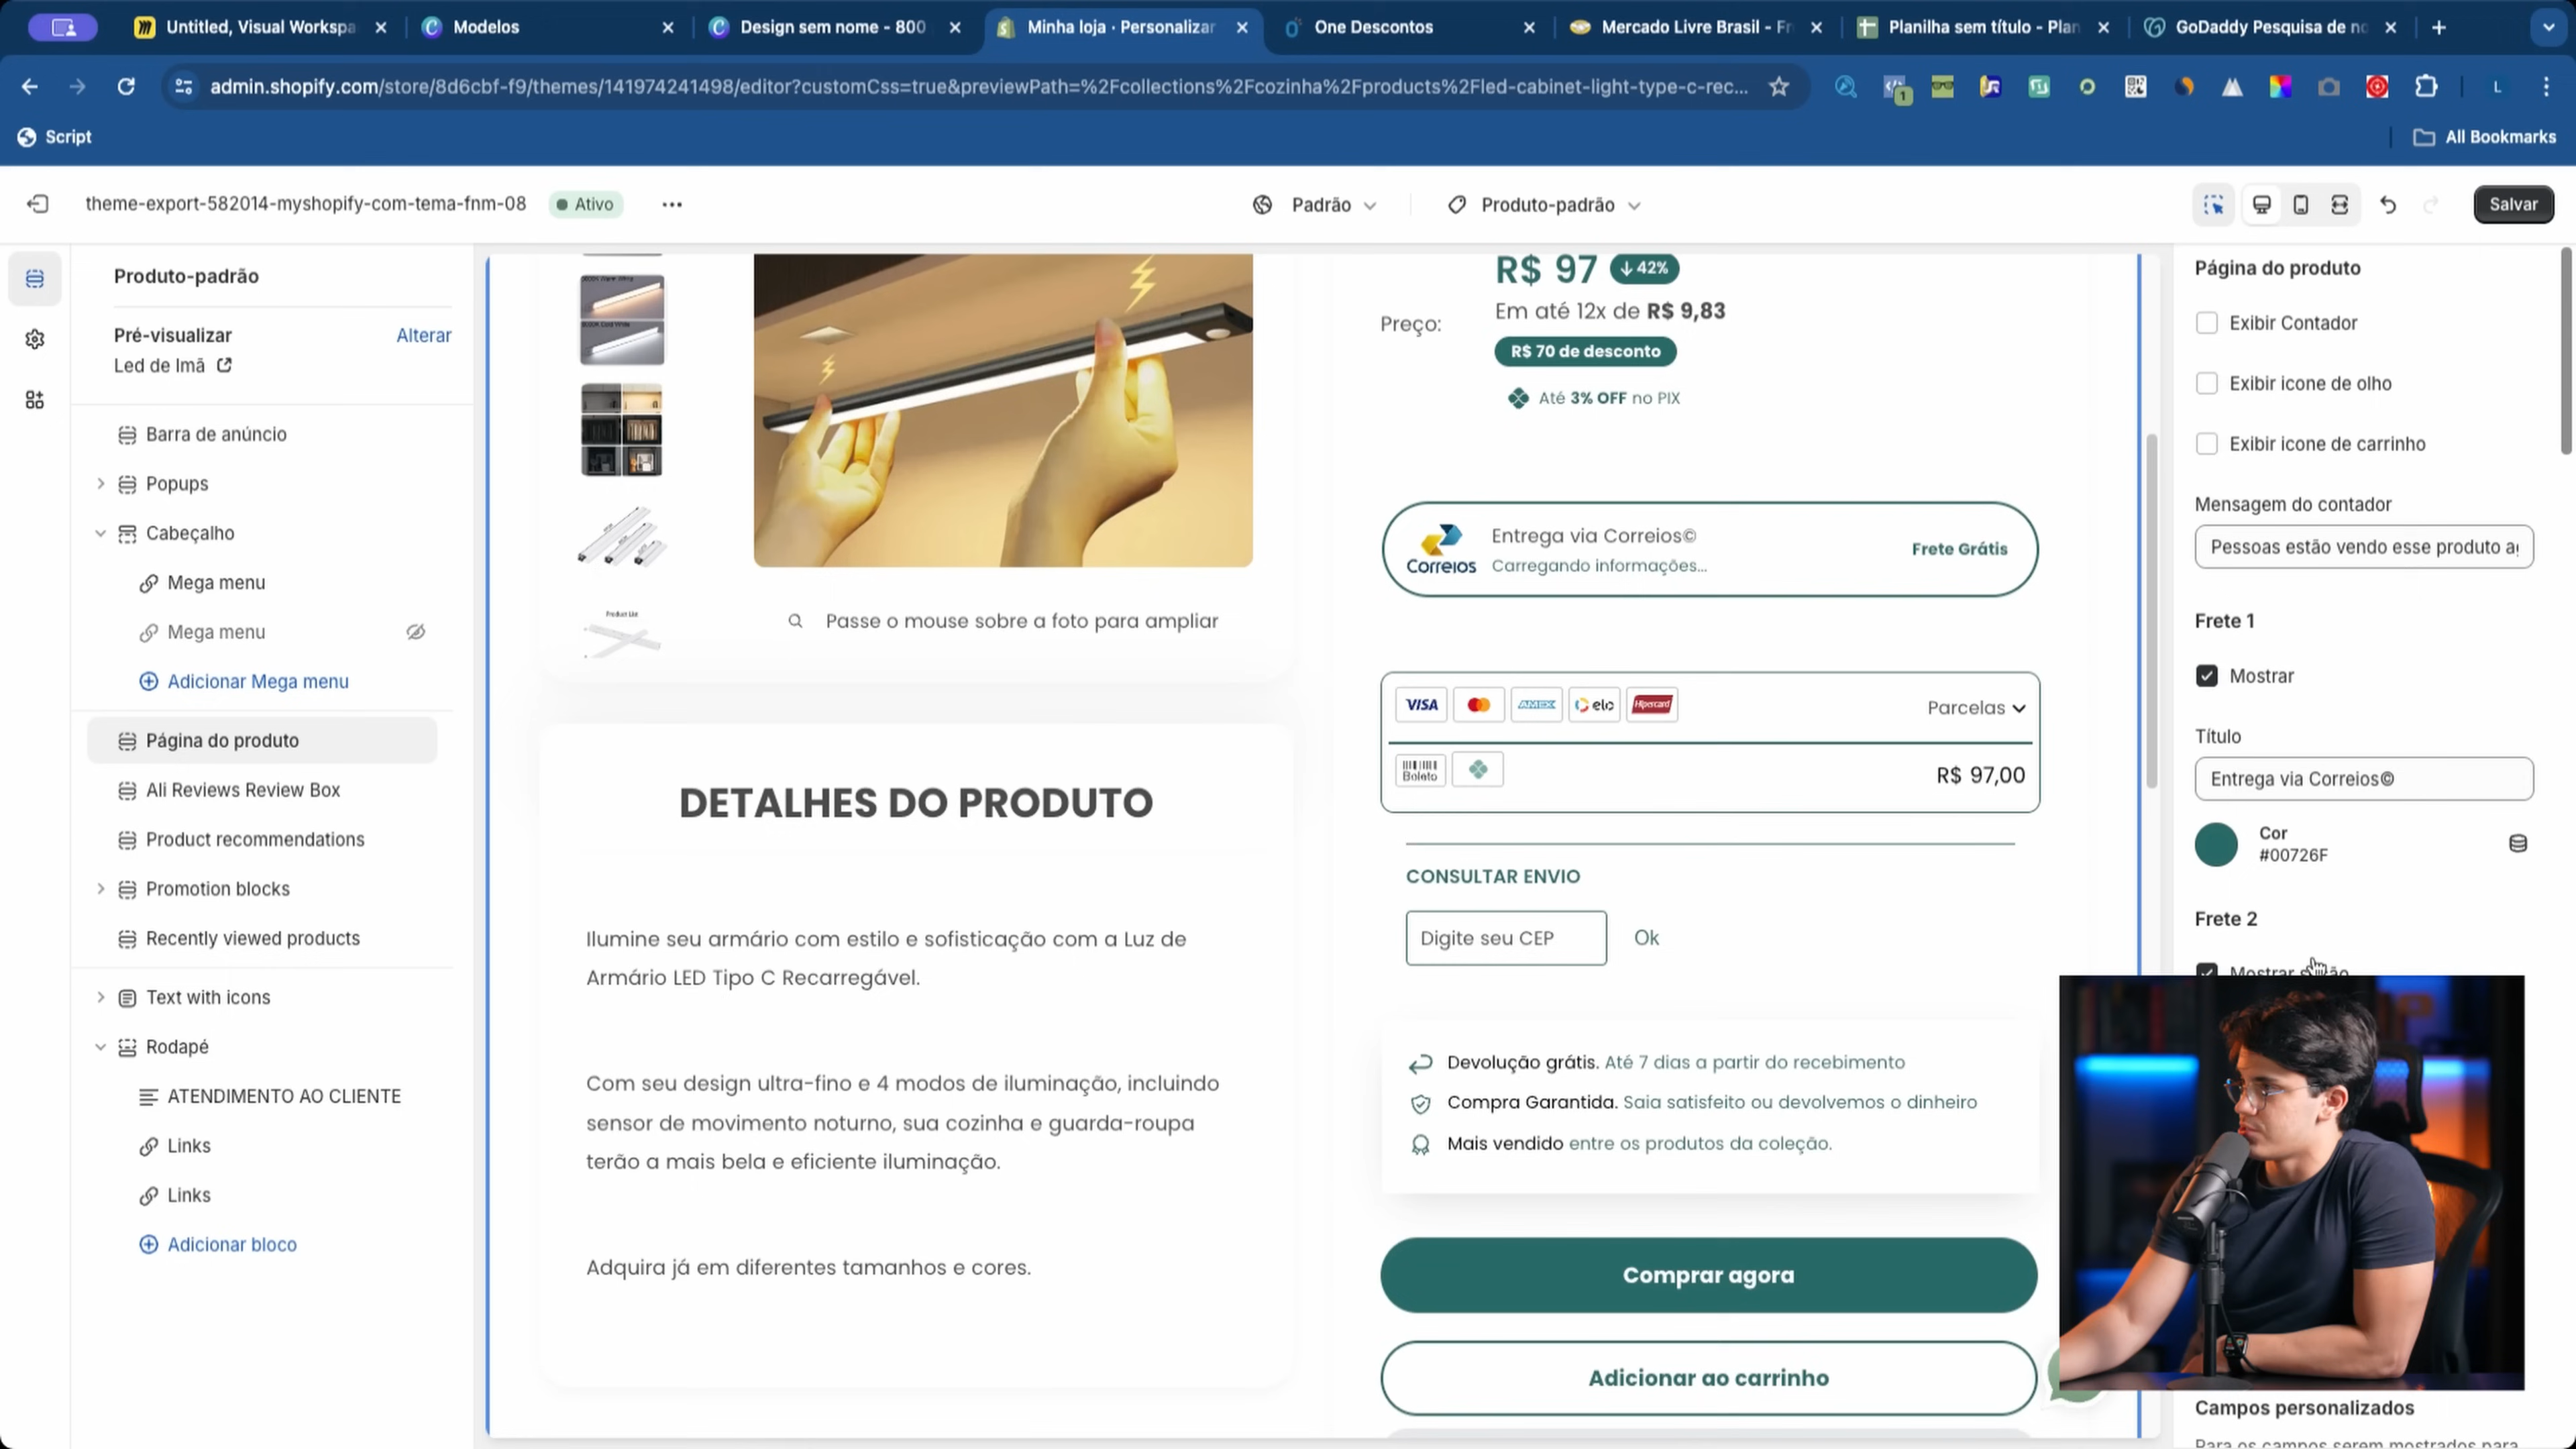 Untitled, Visual Workspa
Modelos
Design sem nome - 800
Minha loja · Personalizar
One Descontos
Mercado Livre Brasil - Fr
Planilha sem título - Plan
GoDaddy Pesquisa de no
admin.shopify.com/store/8d6cbf-f9/themes/141974241498/editor?customCss=true&previewPath=%2Fcollections%2Fcozinha%2Fproducts%2Fled-cabinet-light-type-c-rec...
1
L
Script
All Bookmarks
theme-export-582014-myshopify-com-tema-fnm-08
Ativo
Padrão
Produto-padrão
Salvar
Produto-padrão
Pré-visualizar
Alterar
Led de Imã
Barra de anúncio
Popups
Cabeçalho
Mega menu
Mega menu
Adicionar Mega menu
Página do produto
Ali Reviews Review Box
Product recommendations
Promotion blocks
Recently viewed products
Text with icons
Rodapé
ATENDIMENTO AO CLIENTE
Links
Links
Adicionar bloco
Product List
Passe o mouse sobre a foto para ampliar
DETALHES DO PRODUTO
Ilumine seu armário com estilo e sofisticação com a Luz de
Armário LED Tipo C Recarregável.
Com seu design ultra-fino e 4 modos de iluminação, incluindo
sensor de movimento noturno, sua cozinha e guarda-roupa
terão a mais bela e eficiente iluminação.
Adquira já em diferentes tamanhos e cores.
Preço:
R$ 97
42%
Em até 12x de R$ 9,83
R$ 70 de desconto
Até 3% OFF no PIX
Correios
Entrega via Correios©
Carregando informações...
Frete Grátis
VISA
AMEX
elo
Hipercard
Parcelas
Boleto
R$ 97,00
CONSULTAR ENVIO
Digite seu CEP
Ok
Devolução grátis. Até 7 dias a partir do recebimento
Compra Garantida. Saia satisfeito ou devolvemos o dinheiro
Mais vendido entre os produtos da coleção.
Comprar agora
Adicionar ao carrinho
Página do produto
Exibir Contador
Exibir icone de olho
Exibir icone de carrinho
Mensagem do contador
Pessoas estão vendo esse produto a
Frete 1
Mostrar
Título
Entrega via Correios©
Cor
#00726F
Frete 2
Mostrar
Campos personalizados
Para os campos serem mostrados para